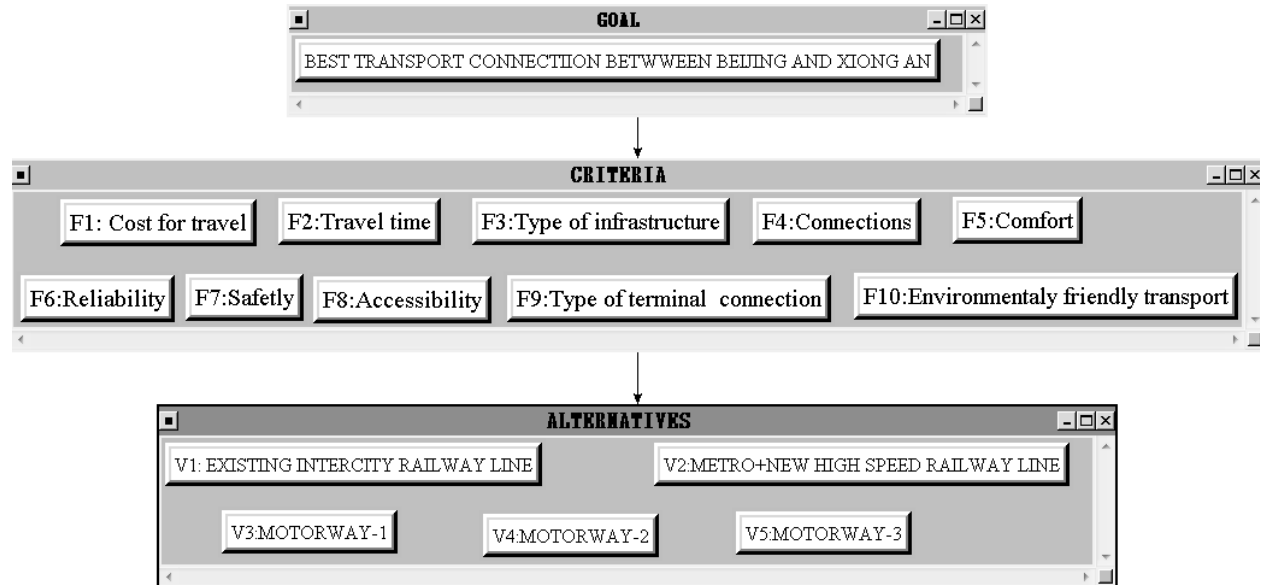 GOAL
BEST TRANSPORT CONNECTIION BETWWEEN BEIJING AND XIONG AN
CRITERIA
F1: Cost for travel
F2:Travel time
F3:Type of infrastructure
F4:Connections
F5:Comfort
F6:Reliability
F7:Safetly
F8:Accessibility
F9:Type of terminal connection
F10:Environmentaly friendly transport
ALTERNATIVES
V1: EXISTING INTERCITY RAILWAY LINE
V2:METRO+NEW HIGH SPEED RAILWAY LINE
V3:MOTORWAY-1
V4:MOTORWAY-2
V5:MOTORWAY-3